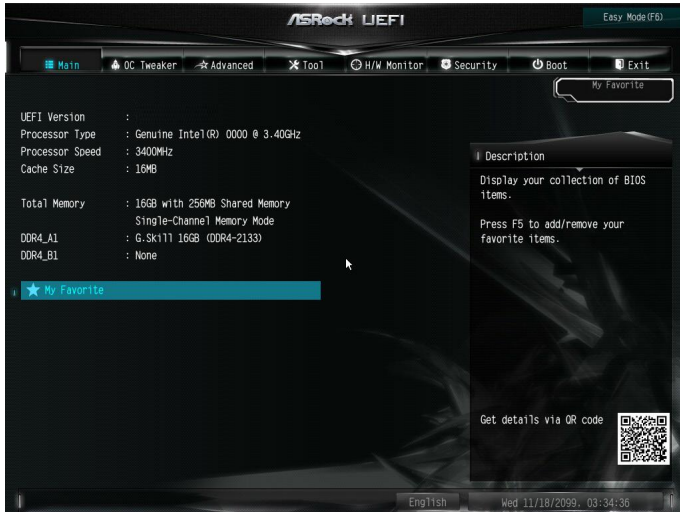 ASRock UEFI
Easy Mode(F6)
Main
OC Tweaker
Advanced
Tool
H/W Monitor
Security
Boot
Exit
My Favorite
UEFI Version :
Processor Type : Genuine Intel(R) 0000 @ 3.40GHz
Processor Speed : 3400MHz
Cache Size : 16MB
Total Memory : 16GB with 256MB Shared Memory
Single-Channel Memory Mode
DDR4_A1 : G.Skill 16GB (DDR4-2133)
DDR4_B1 : None
My Favorite
Description
Display your collection of BIOS
items.
Press F5 to add/remove your
favorite items.
Get details via QR code
English
Wed 11/18/2099. 03:34:36